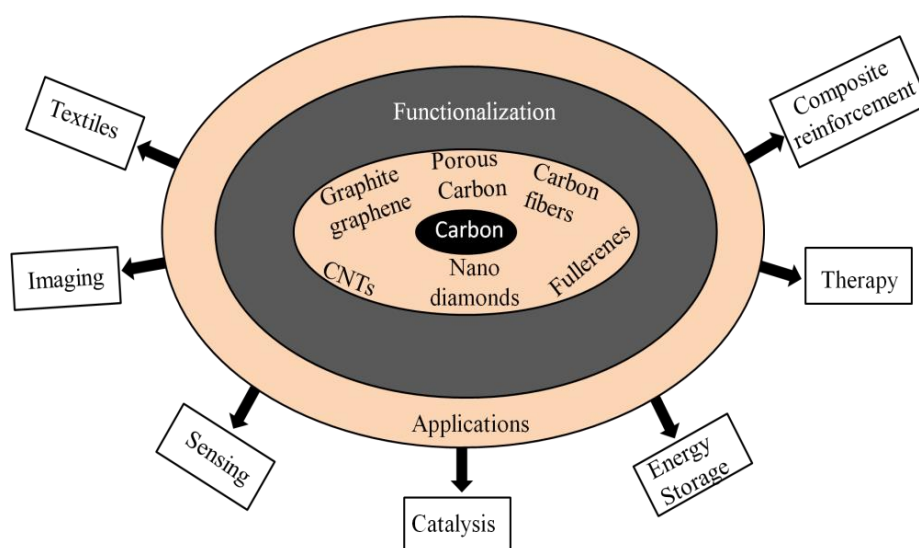 Functionalization
Graphite
graphene
Porous
Carbon
Carbon
fibers
Carbon
CNTs
Nano
diamonds
Fullerenes
Applications
Textiles
Imaging
Sensing
Catalysis
Energy
Storage
Therapy
Composite
reinforcement